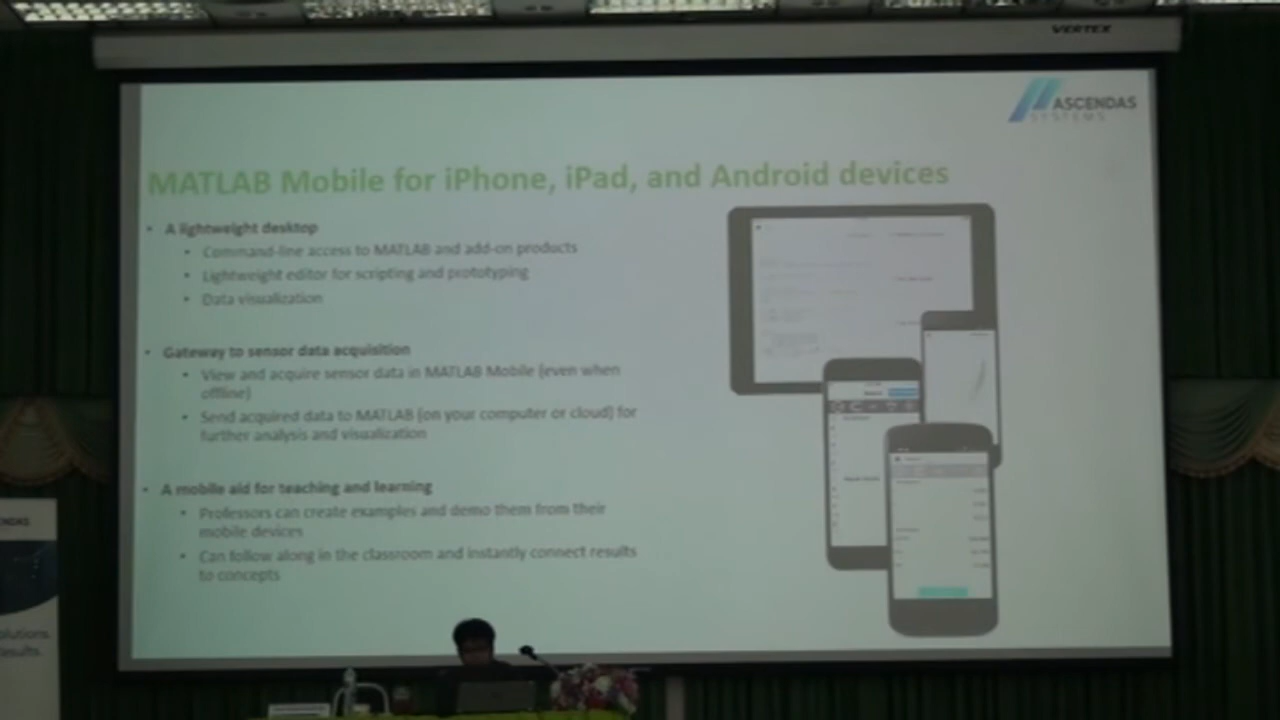 VERTEX
ASCENDAS
SYSTEMS
MATLAB Mobile for iPhone, iPad, and Android devices
• A lightweight desktop
• Command-line access to MATLAB and add-on products
• Lightweight editor for scripting and prototyping
• Data visualization
• Gateway to sensor data acquisition
• View and acquire sensor data in MATLAB Mobile (even when
offline)
• Send acquired data to MATLAB (on your computer or cloud) for
further analysis and visualization
• A mobile aid for teaching and learning
• Professors can create examples and demo them from their
mobile devices
• Can follow along in the classroom and instantly connect results
to concepts